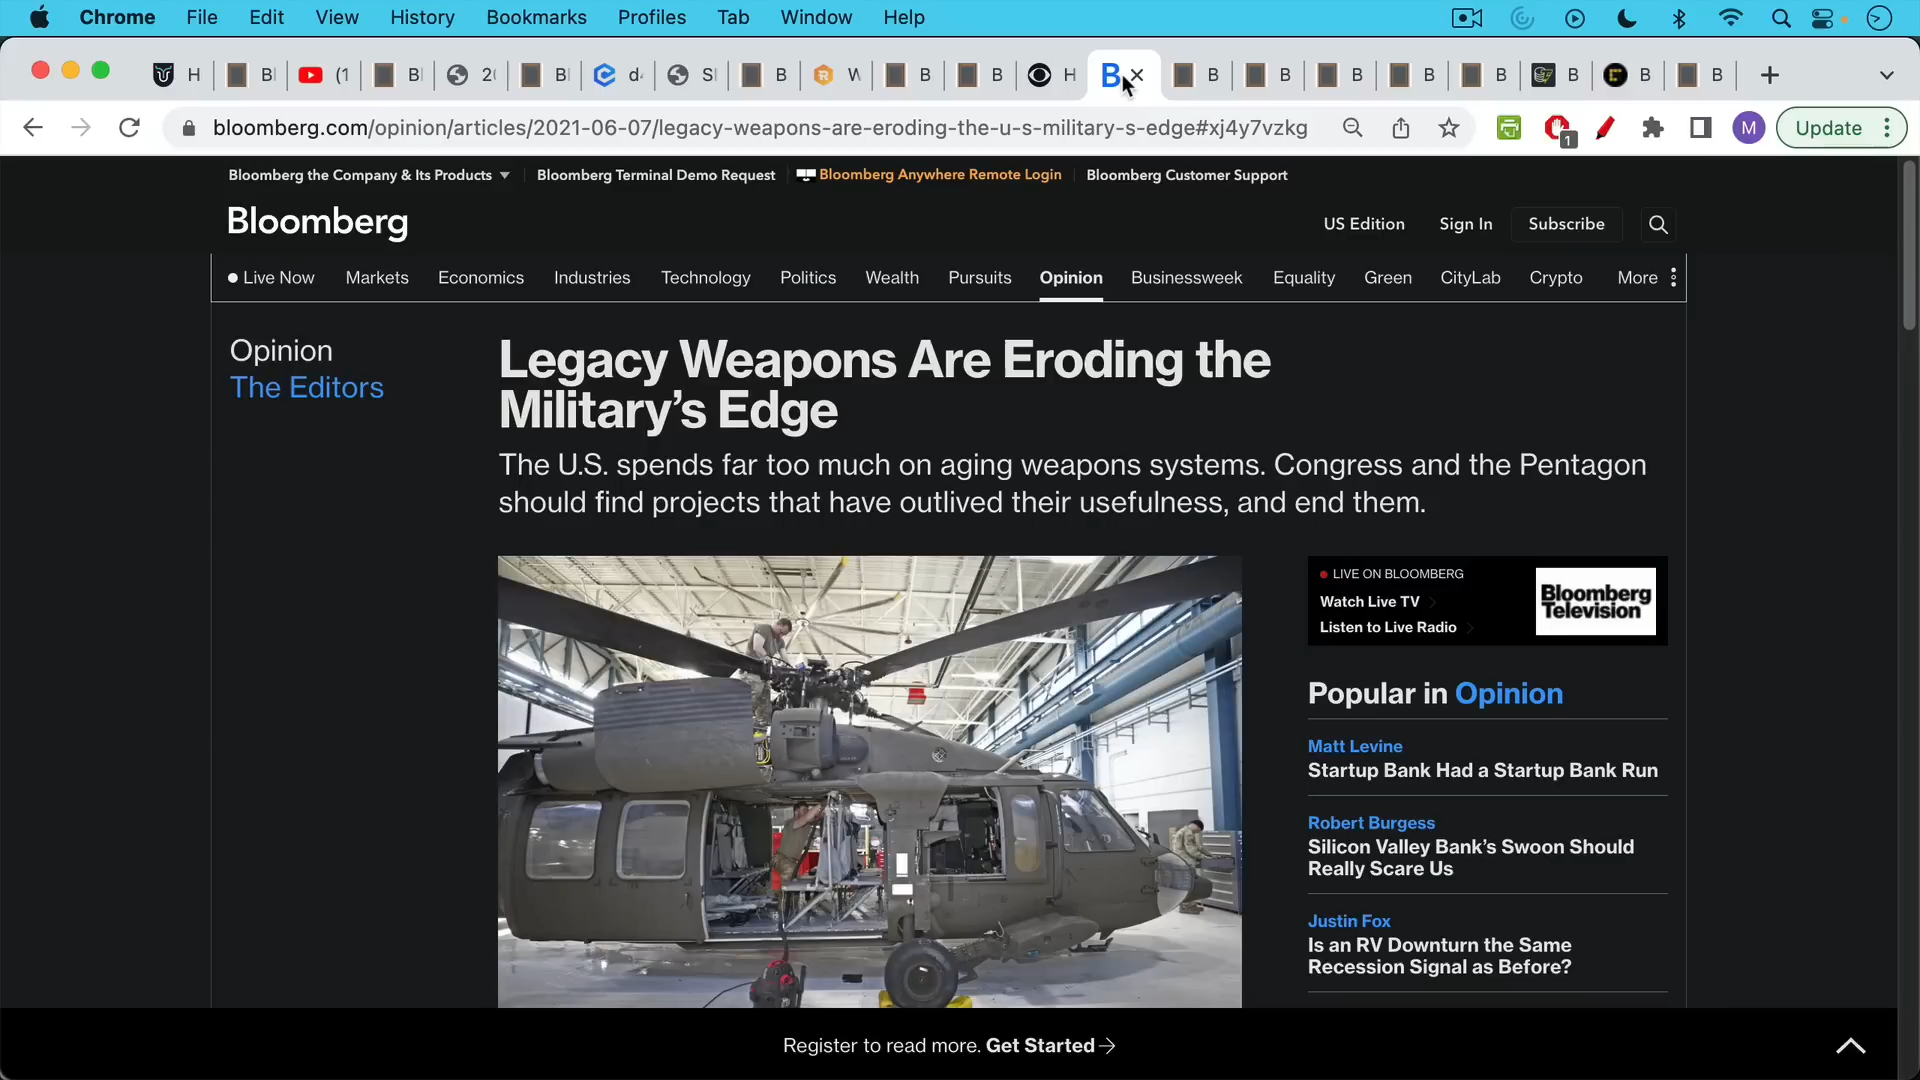 Chrome File Edit View History Bookmarks Profiles Tab Window Help
H B (1 B 2( B d S B W B B H B B B B B B B B B
bloomberg.com/opinion/articles/2021-06-07/legacy-weapons-are-eroding-the-u-s-military-s-edge#xj4y7vzkg 1 M Update
Bloomberg the Company & Its Products Bloomberg Terminal Demo Request Bloomberg Anywhere Remote Login Bloomberg Customer Support
Bloomberg US Edition Sign In Subscribe
Live Now Markets Economics Industries Technology Politics Wealth Pursuits Opinion Businessweek Equality Green CityLab Crypto More
Opinion
The Editors
Legacy Weapons Are Eroding the
Military's Edge
The U.S. spends far too much on aging weapons systems. Congress and the Pentagon
should find projects that have outlived their usefulness, and end them.
LIVE ON BLOOMBERG
Watch Live TV
Listen to Live Radio
Bloomberg
Television
Popular in Opinion
Matt Levine
Startup Bank Had a Startup Bank Run
Robert Burgess
Silicon Valley Bank's Swoon Should
Really Scare Us
Justin Fox
Is an RV Downturn the Same
Recession Signal as Before?
Register to read more. Get Started